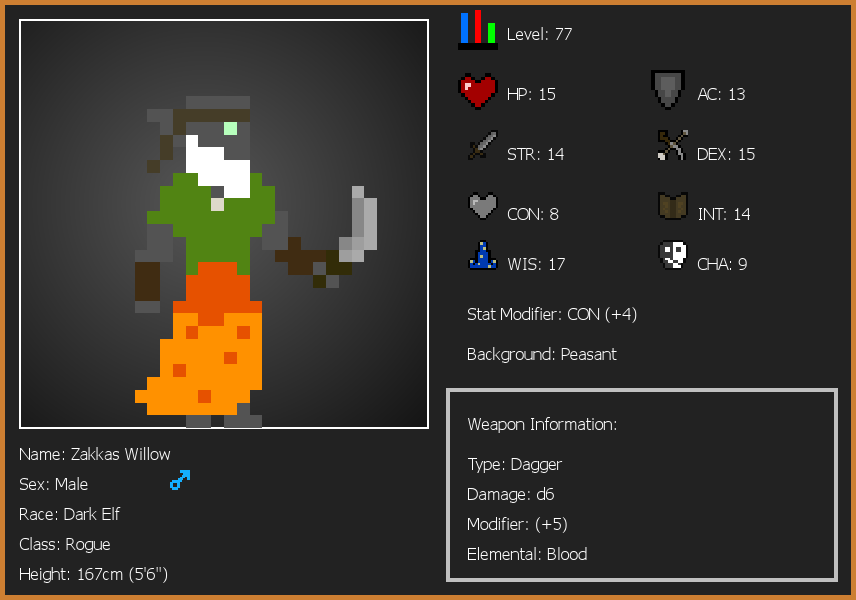 Level: 77
HP: 15
AC: 13
STR: 14
DEX: 15
CON: 8
INT: 14
WIS: 17
CHA: 9
Stat Modifier: CON (+4)
Background: Peasant
Weapon Information:
Type: Dagger
Damage: d6
Modifier: (+5)
Elemental: Blood
Name: Zakkas Willow
Sex: Male
Race: Dark Elf
Class: Rogue
Height: 167cm (5'6")